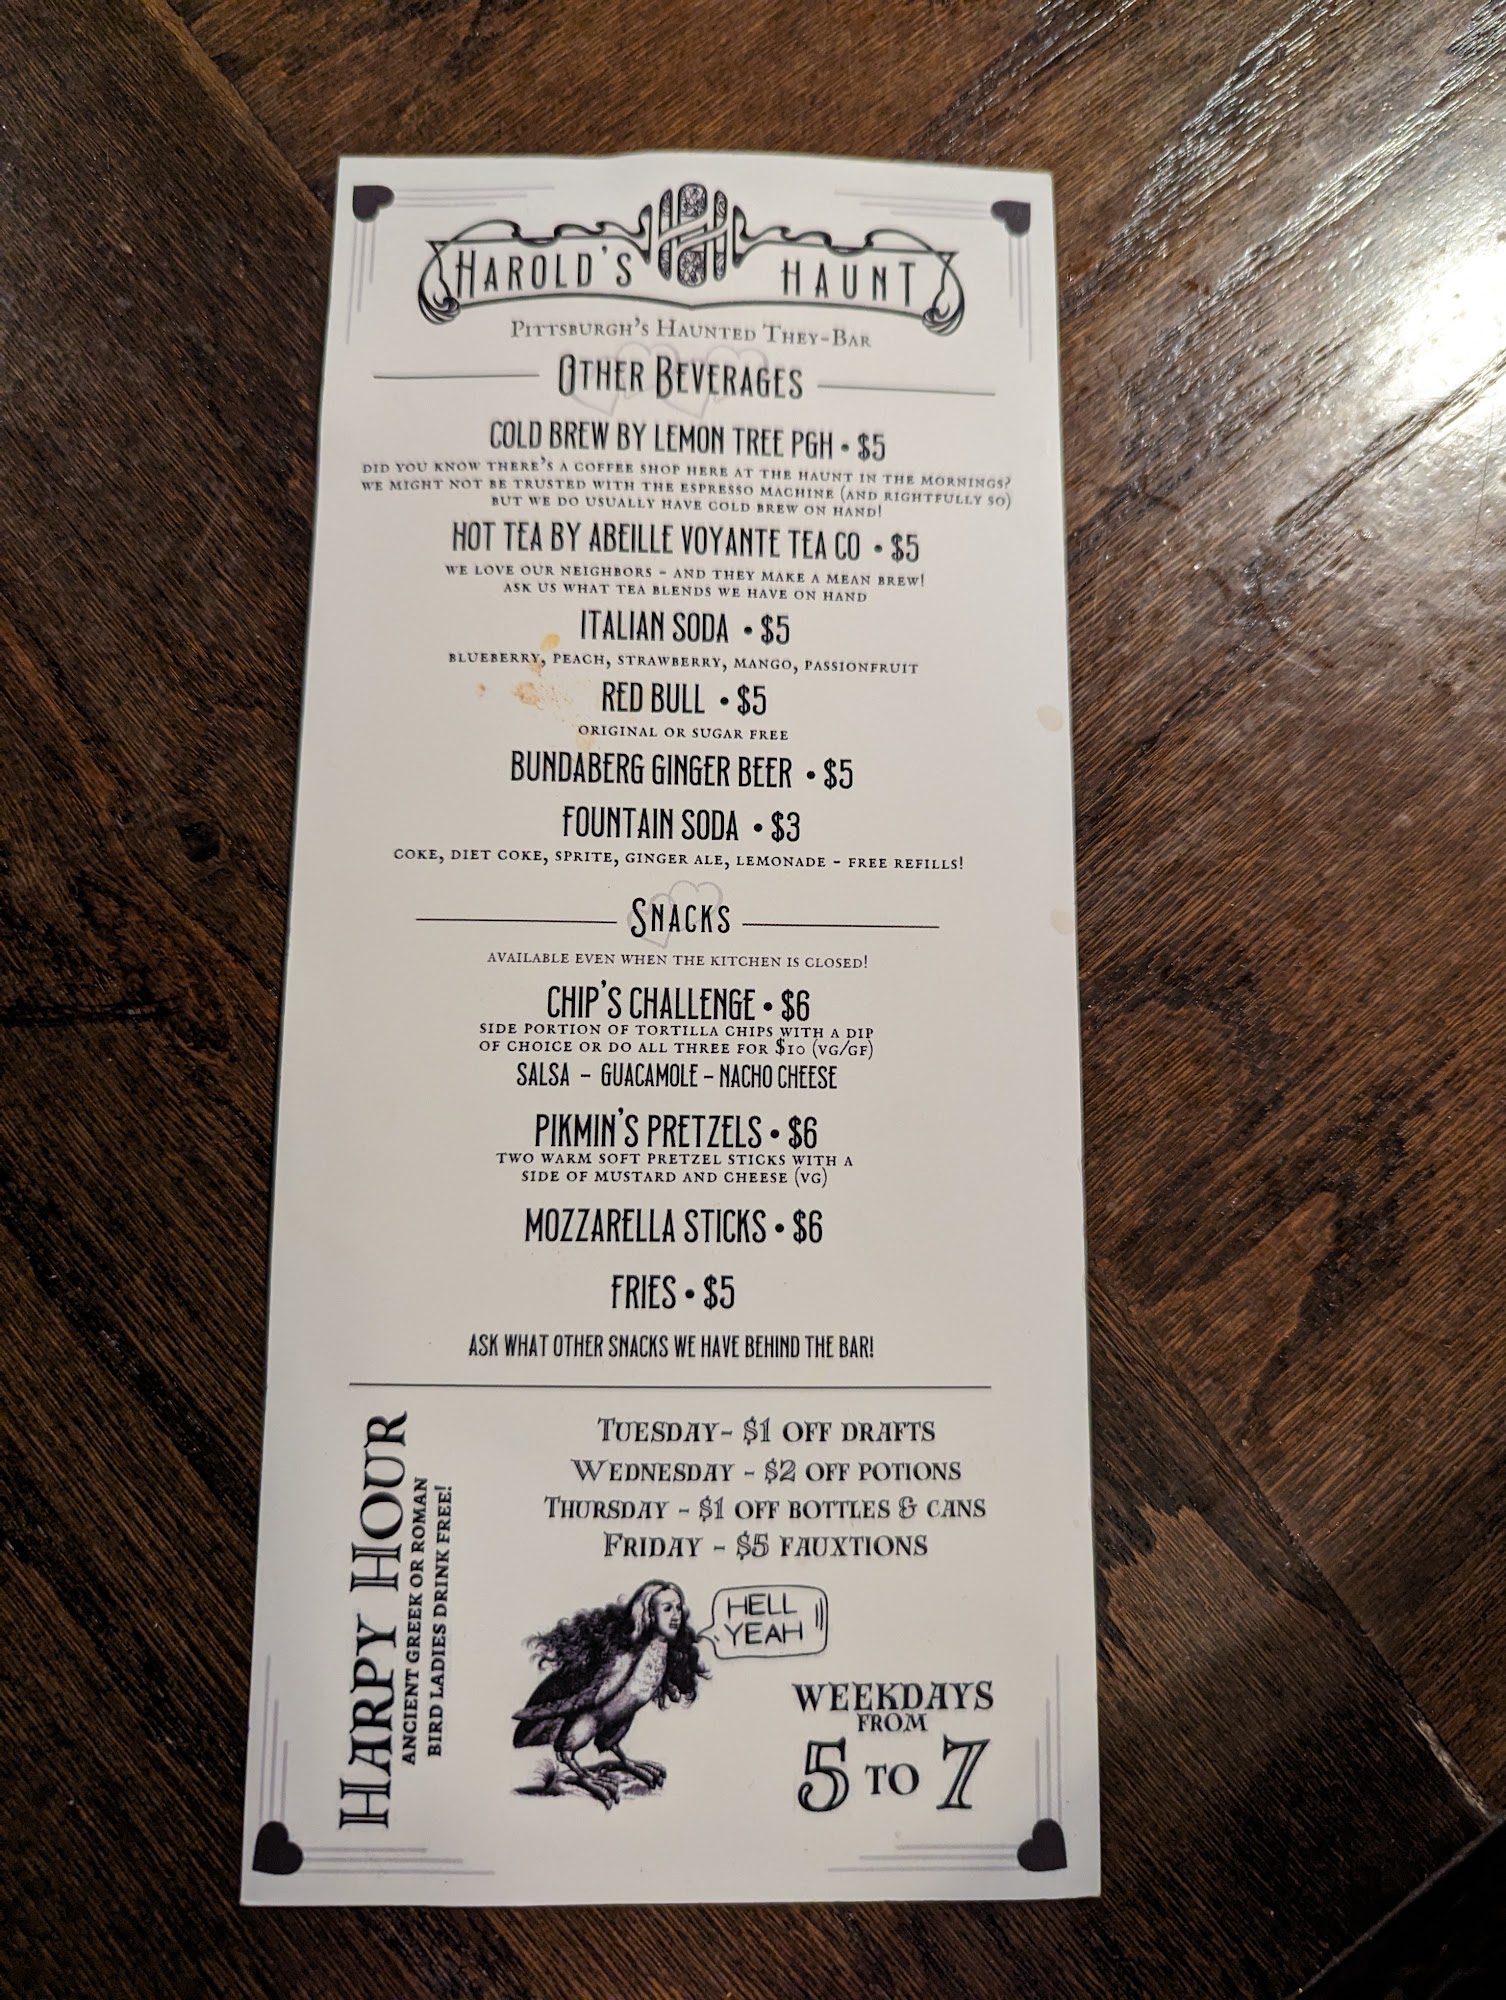 HAROLD'S HAUNT
PITTSBURGH'S HAUNTED THEY-BAR
OTHER BEVERAGES
COLD BREW BY LEMON TREE PGH • $5
DID YOU KNOW THERE'S A COFFEE SHOP HERE AT THE HAUNT IN THE MORNINGS?
WE MIGHT NOT BE TRUSTED WITH THE ESPRESSO MACHINE (AND RIGHTFULLY SO)
BUT WE DO USUALLY HAVE COLD BREW ON HAND!
HOT TEA BY ABEILLE VOYANTE TEA CO • $5
WE LOVE OUR NEIGHBORS - AND THEY MAKE A MEAN BREW!
ASK US WHAT TEA BLENDS WE HAVE ON HAND
ITALIAN SODA • $5
BLUEBERRY, PEACH, STRAWBERRY, MANGO, PASSIONFRUIT
RED BULL • $5
ORIGINAL OR SUGAR FREE
BUNDABERG GINGER BEER • $5
FOUNTAIN SODA • $3
COKE, DIET COKE, SPRITE, GINGER ALE, LEMONADE - FREE REFILLS!
SNACKS
AVAILABLE EVEN WHEN THE KITCHEN IS CLOSED!
CHIP'S CHALLENGE • $6
SIDE PORTION OF TORTILLA CHIPS WITH A DIP
OF CHOICE OR DO ALL THREE FOR $10 (VG/GF)
SALSA - GUACAMOLE - NACHO CHEESE
PIKMIN'S PRETZELS • $6
TWO WARM SOFT PRETZEL STICKS WITH A
SIDE OF MUSTARD AND CHEESE (VG)
MOZZARELLA STICKS • $6
FRIES • $5
ASK WHAT OTHER SNACKS WE HAVE BEHIND THE BAR!
HARPY HOUR
ANCIENT GREEK OR ROMAN
BIRD LADIES DRINK FREE!
TUESDAY- $1 OFF DRAFTS
WEDNESDAY - $2 OFF POTIONS
THURSDAY - $1 OFF BOTTLES & CANS
FRIDAY - $5 FAUXTIONS
HELL
YEAH
WEEKDAYS
FROM
5 TO 7